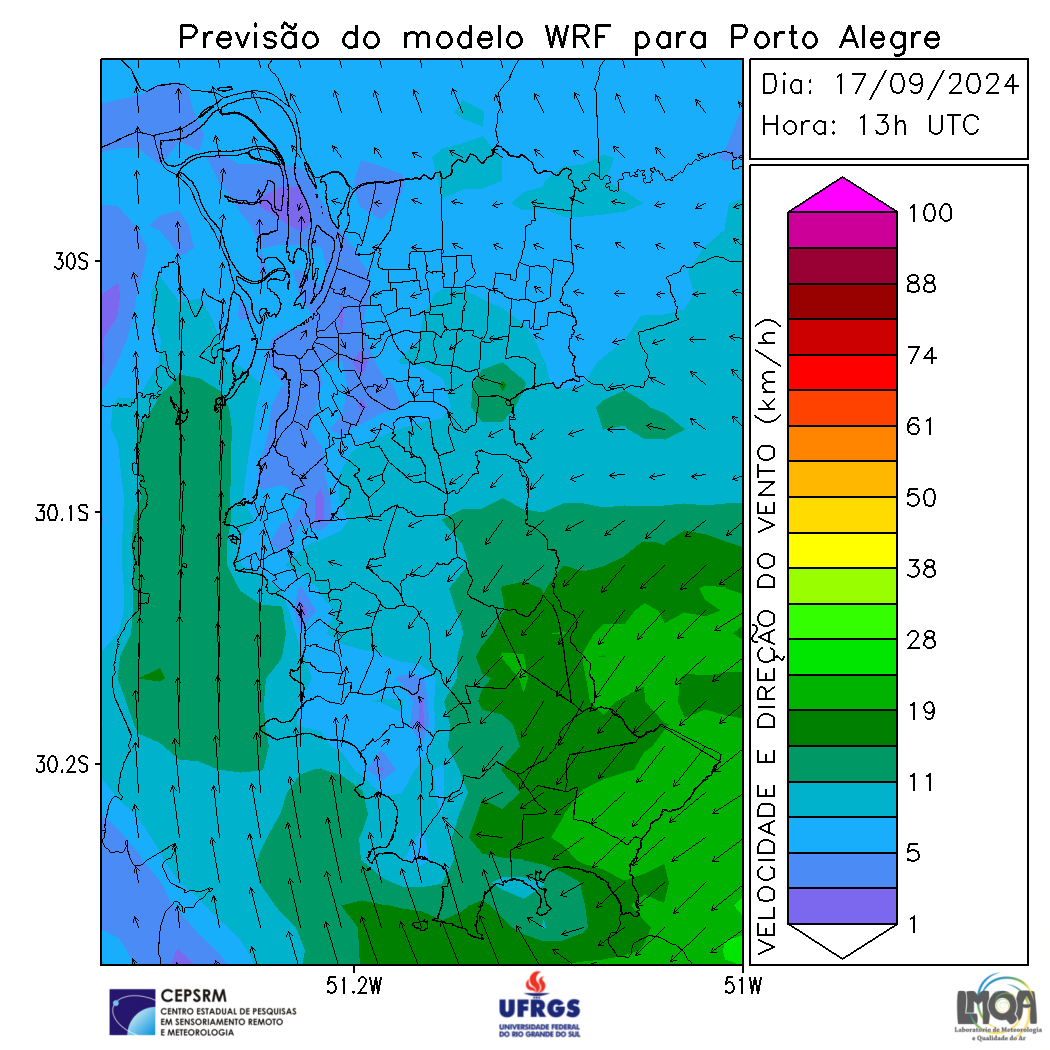 Previsão do modelo WRF para Porto Alegre
Dia: 17/09/2024
Hora: 13h UTC
30S
30.1S
30.2S
51.2W
51W
VELOCIDADE E DIREÇÃO DO VENTO (km/h)
100
88
74
61
50
38
28
19
11
5
1
CEPSRM
CENTRO ESTADUAL DE PESQUISAS
EM SENSORIAMENTO REMOTO
E METEOROLOGIA
UFRGS
UNIVERSIDADE FEDERAL
DO RIO GRANDE DO SUL
LMQA
Laboratório de Meteorologia
e Qualidade do Ar